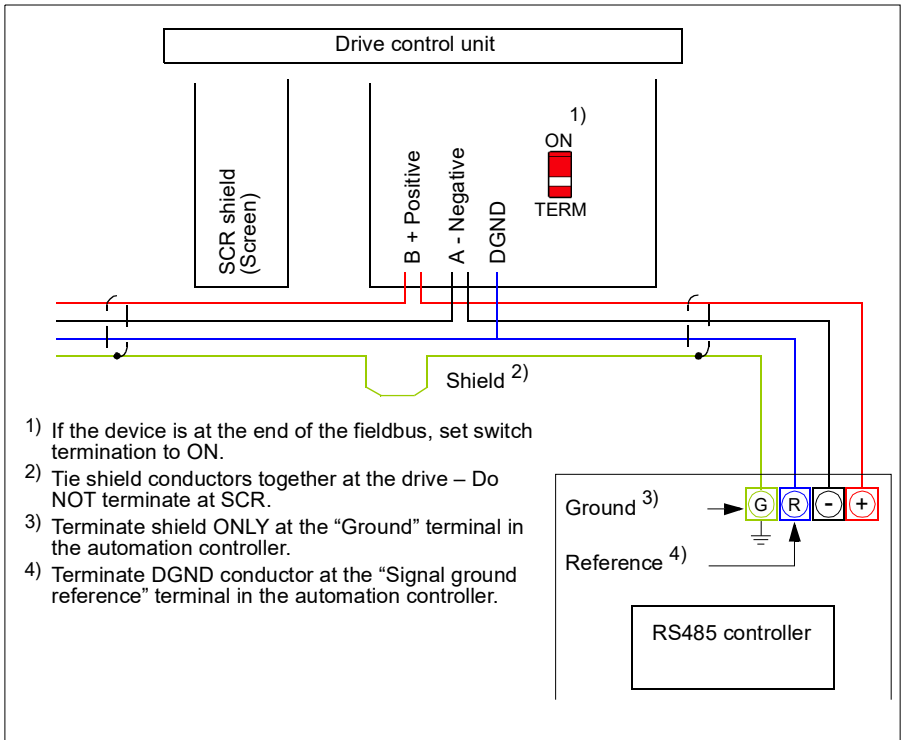 Drive control unit
1)
ON
TERM
SCR shield
(Screen)
B + Positive
A - Negative
DGND
Shield 2)
1) If the device is at the end of the fieldbus, set switch
termination to ON.
2) Tie shield conductors together at the drive – Do
NOT terminate at SCR.
3) Terminate shield ONLY at the “Ground” terminal in
the automation controller.
4) Terminate DGND conductor at the “Signal ground
reference” terminal in the automation controller.
Ground 3)
G R - +
Reference 4)
RS485 controller